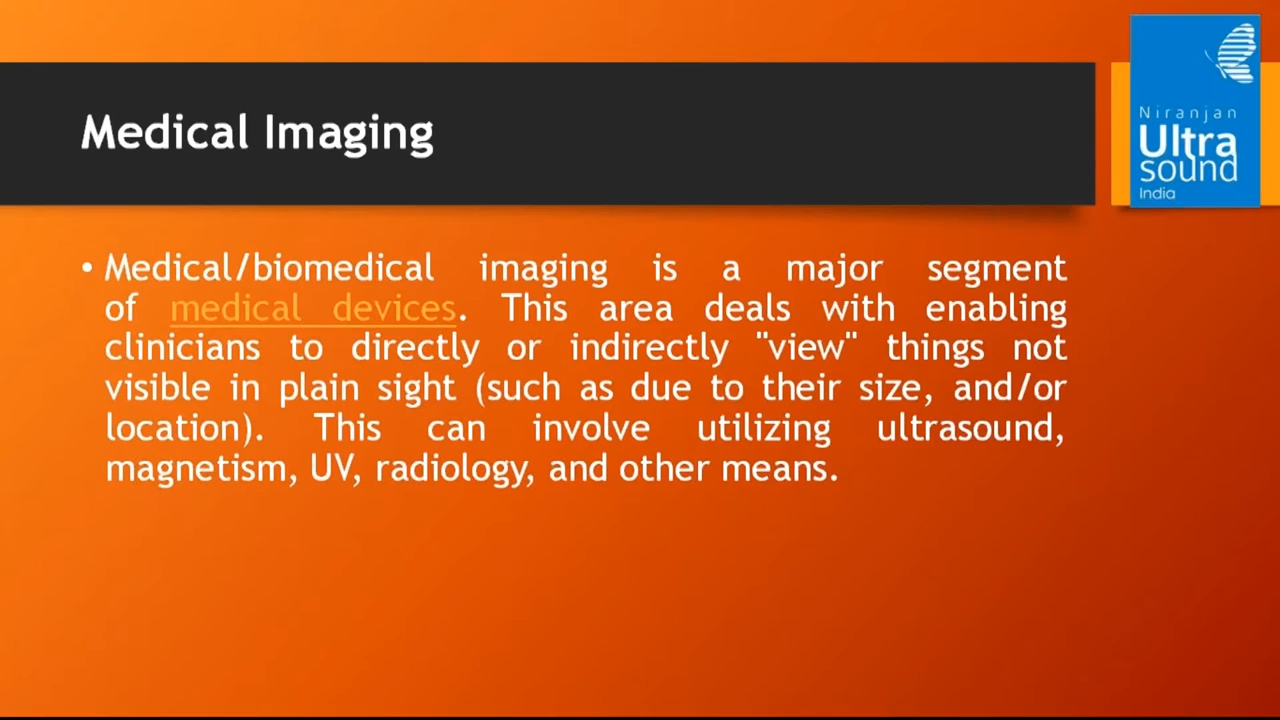 Medical Imaging
Niranjan
Ultra
sound
India
• Medical/biomedical imaging is a major segment
of medical devices. This area deals with enabling
clinicians to directly or indirectly "view" things not
visible in plain sight (such as due to their size, and/or
location). This can involve utilizing ultrasound,
magnetism, UV, radiology, and other means.